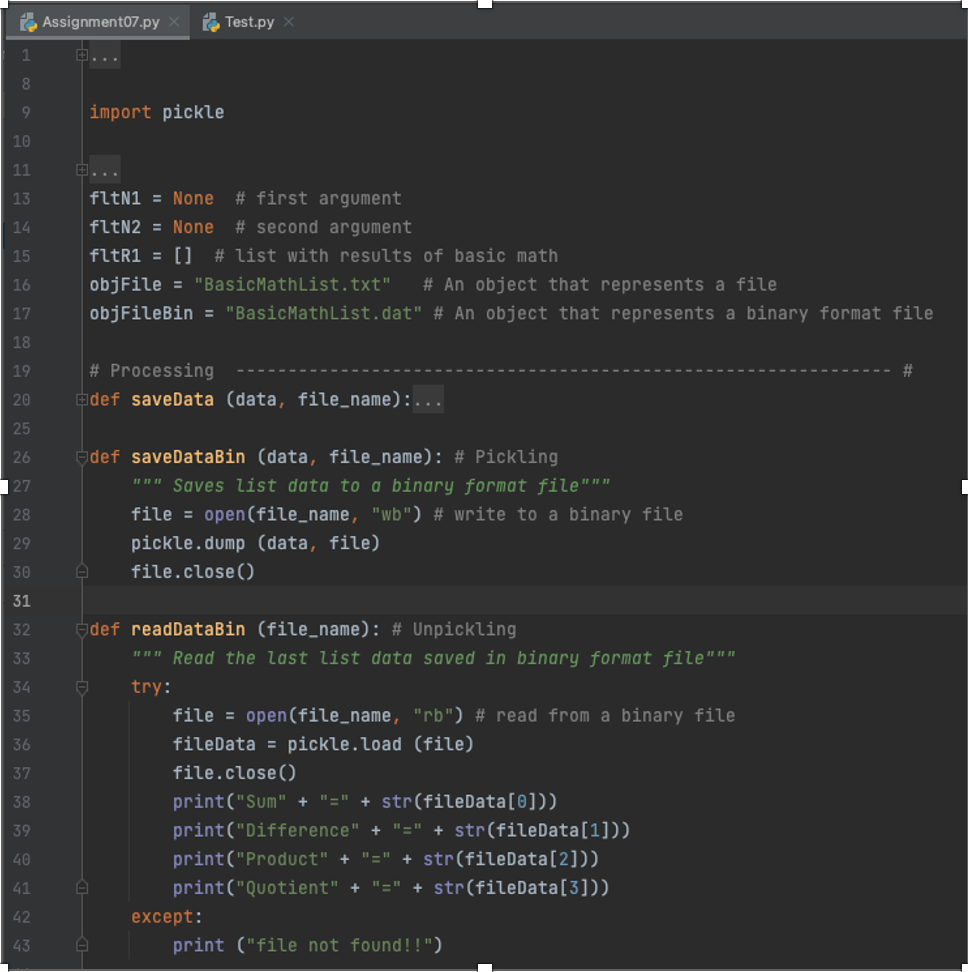 Assignment07.py Test.py
1 ...
8
9 import pickle
10
11 ...
13 fltN1 = None  # first argument
14 fltN2 = None  # second argument
15 fltR1 = []  # list with results of basic math
16 objFile = "BasicMathList.txt"   # An object that represents a file
17 objFileBin = "BasicMathList.dat" # An object that represents a binary format file
18
19 # Processing  --------------------------------------------------------------- #
20 def saveData (data, file_name):...
25
26 def saveDataBin (data, file_name): # Pickling
27     """ Saves list data to a binary format file"""
28     file = open(file_name, "wb") # write to a binary file
29     pickle.dump (data, file)
30     file.close()
31
32 def readDataBin (file_name): # Unpickling
33     """ Read the last list data saved in binary format file"""
34     try:
35         file = open(file_name, "rb") # read from a binary file
36         fileData = pickle.load (file)
37         file.close()
38         print("Sum" + "=" + str(fileData[0]))
39         print("Difference" + "=" + str(fileData[1]))
40         print("Product" + "=" + str(fileData[2]))
41         print("Quotient" + "=" + str(fileData[3]))
42     except:
43         print ("file not found!!")